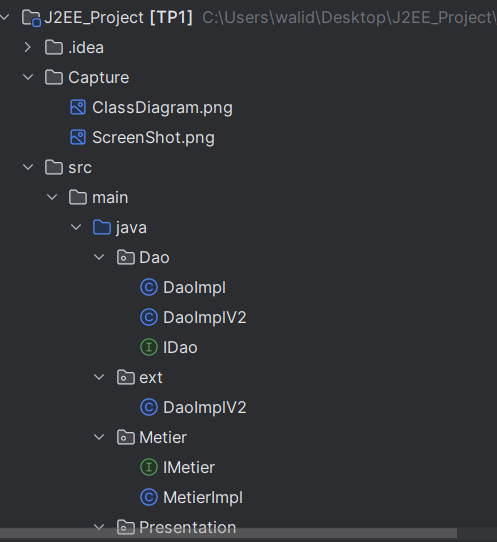 J2EE_Project [TP1] C:\Users\walid\Desktop\J2EE_Project\
.idea
Capture
ClassDiagram.png
ScreenShot.png
src
main
java
Dao
C DaoImpl
C DaoImplV2
I IDao
ext
C DaoImplV2
Metier
I IMetier
C MetierImpl
Presentation